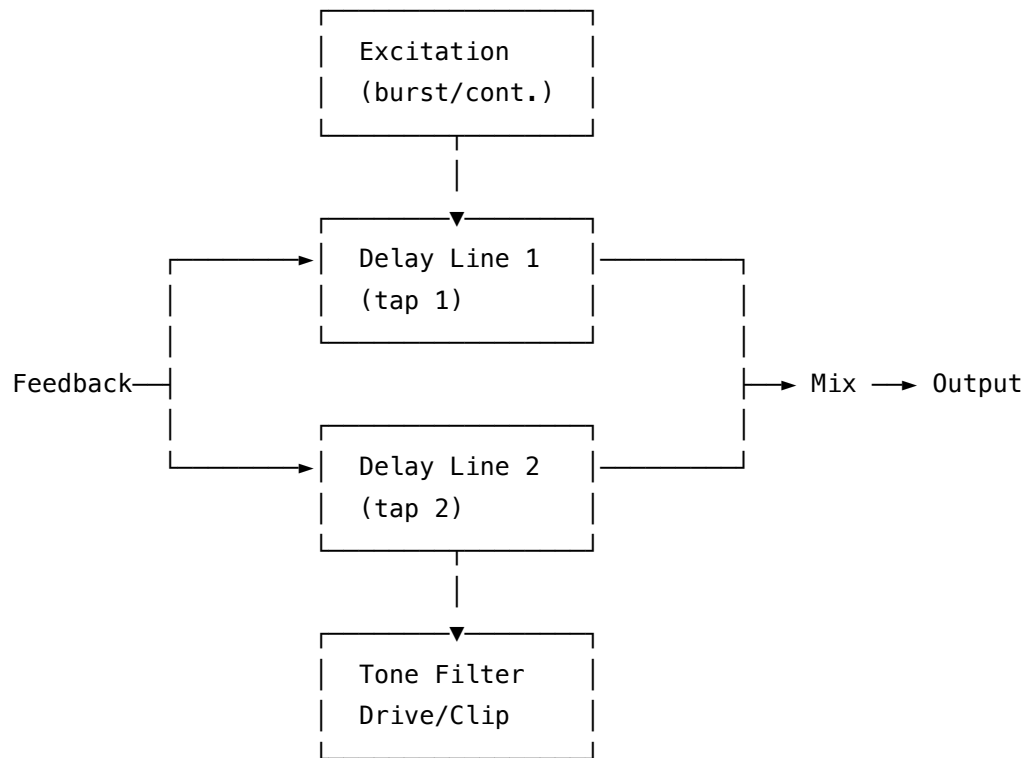 Excitation
(burst/cont.)
Delay Line 1
(tap 1)
Feedback
Mix
Output
Delay Line 2
(tap 2)
Tone Filter
Drive/Clip